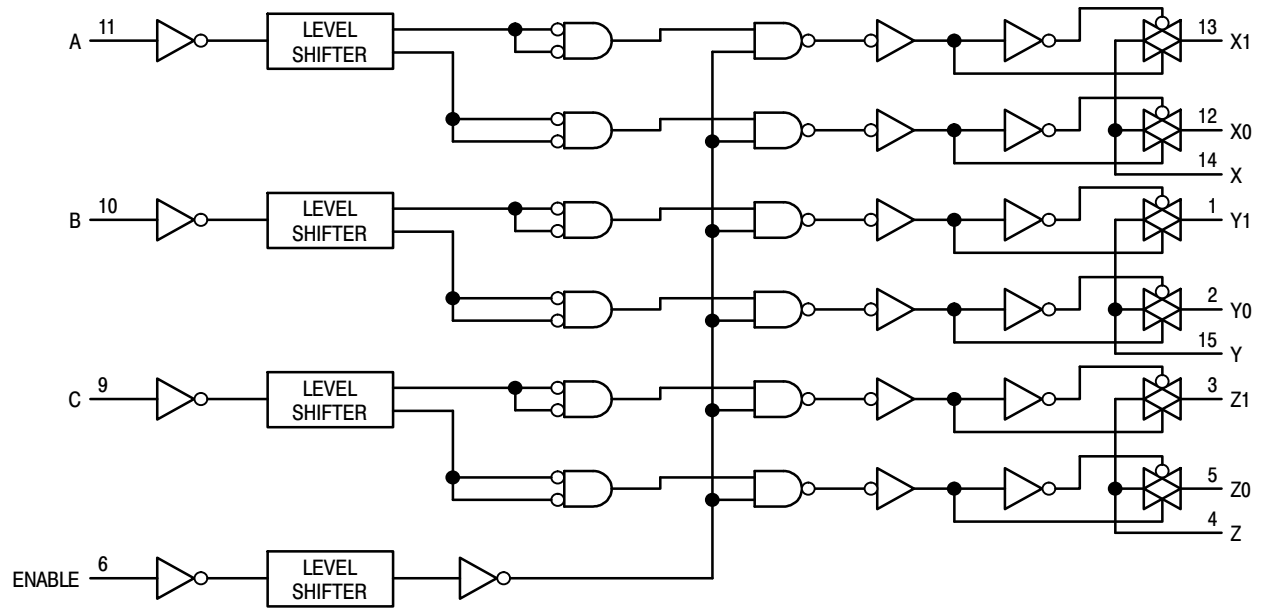 A 11 LEVEL SHIFTER 13 X1
12 X0
14 X
B 10 LEVEL SHIFTER 1 Y1
2 Y0
15 Y
C 9 LEVEL SHIFTER 3 Z1
5 Z0
4 Z
ENABLE 6 LEVEL SHIFTER